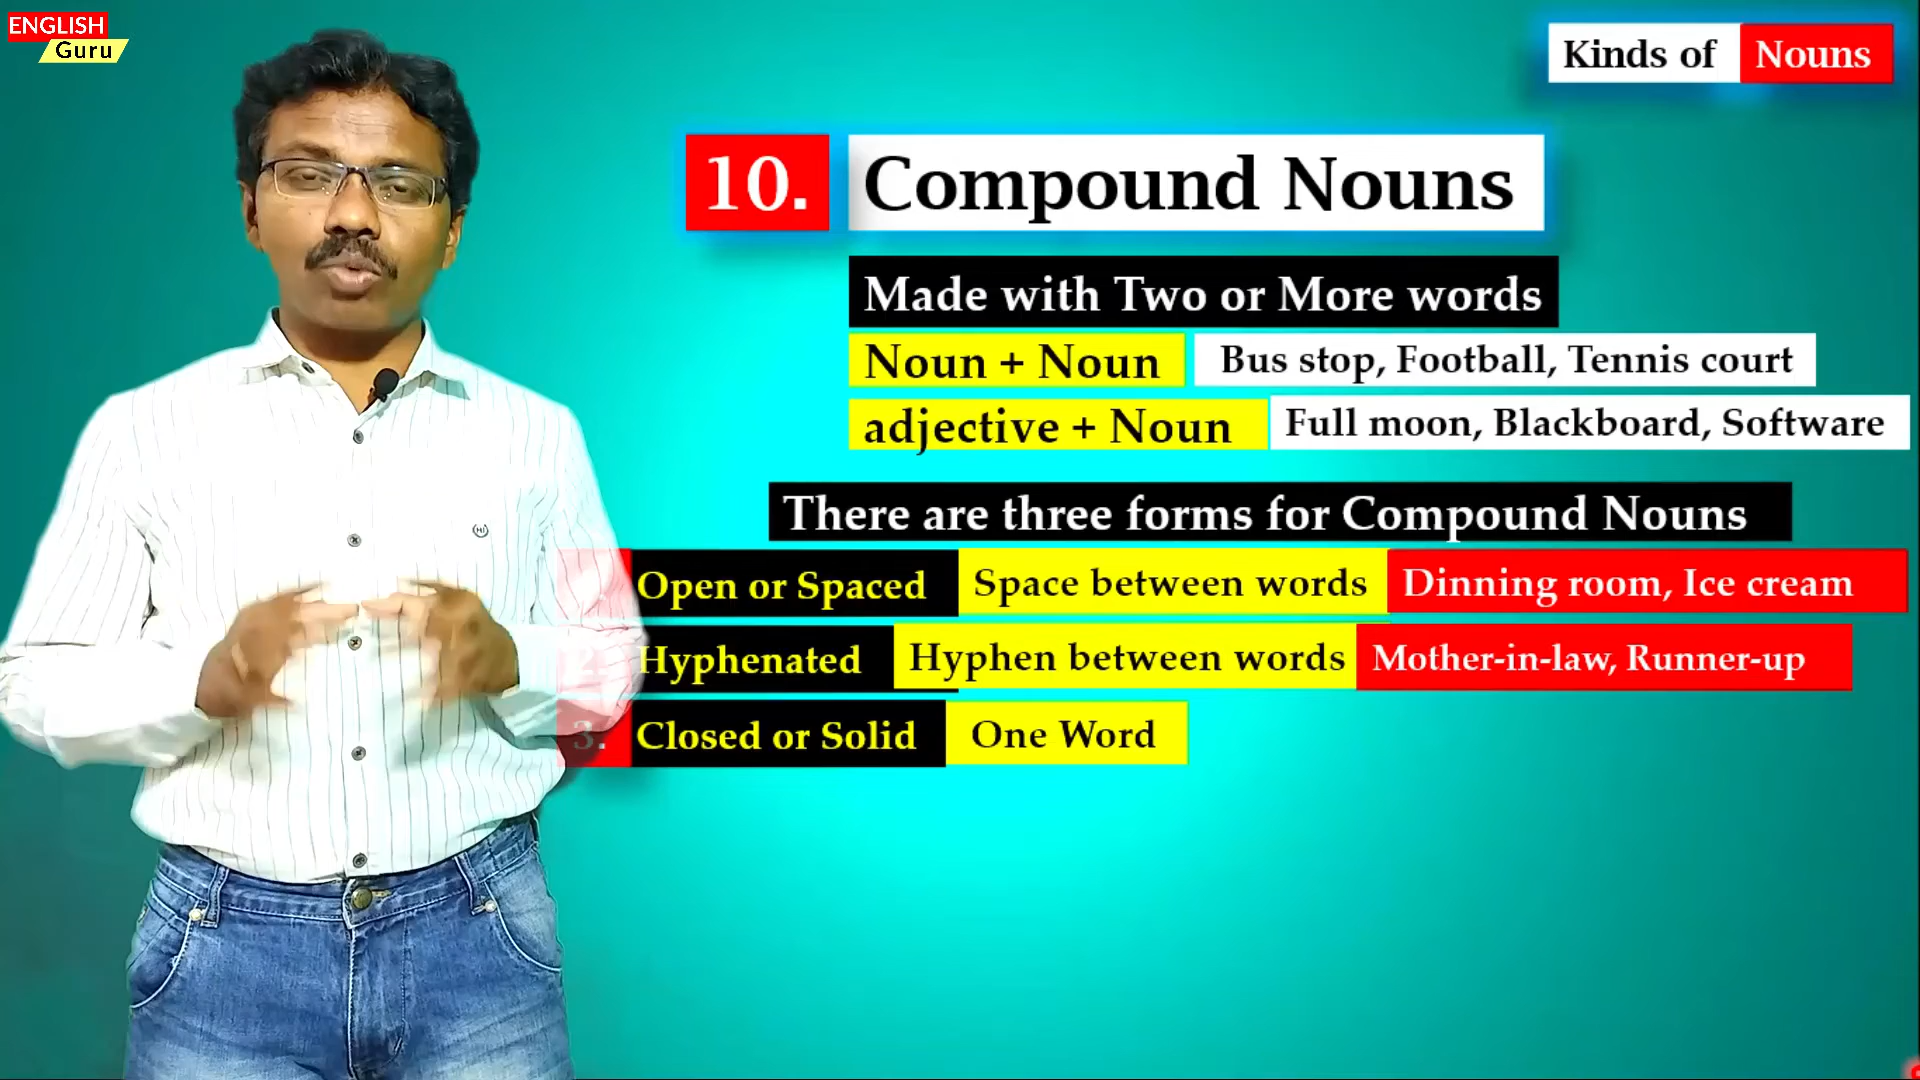 ENGLISH
Guru
Kinds of Nouns
10. Compound Nouns
Made with Two or More words
Noun + Noun Bus stop, Football, Tennis court
adjective + Noun Full moon, Blackboard, Software
There are three forms for Compound Nouns
Open or Spaced Space between words Dinning room, Ice cream
2. Hyphenated Hyphen between words Mother-in-law, Runner-up
3. Closed or Solid One Word